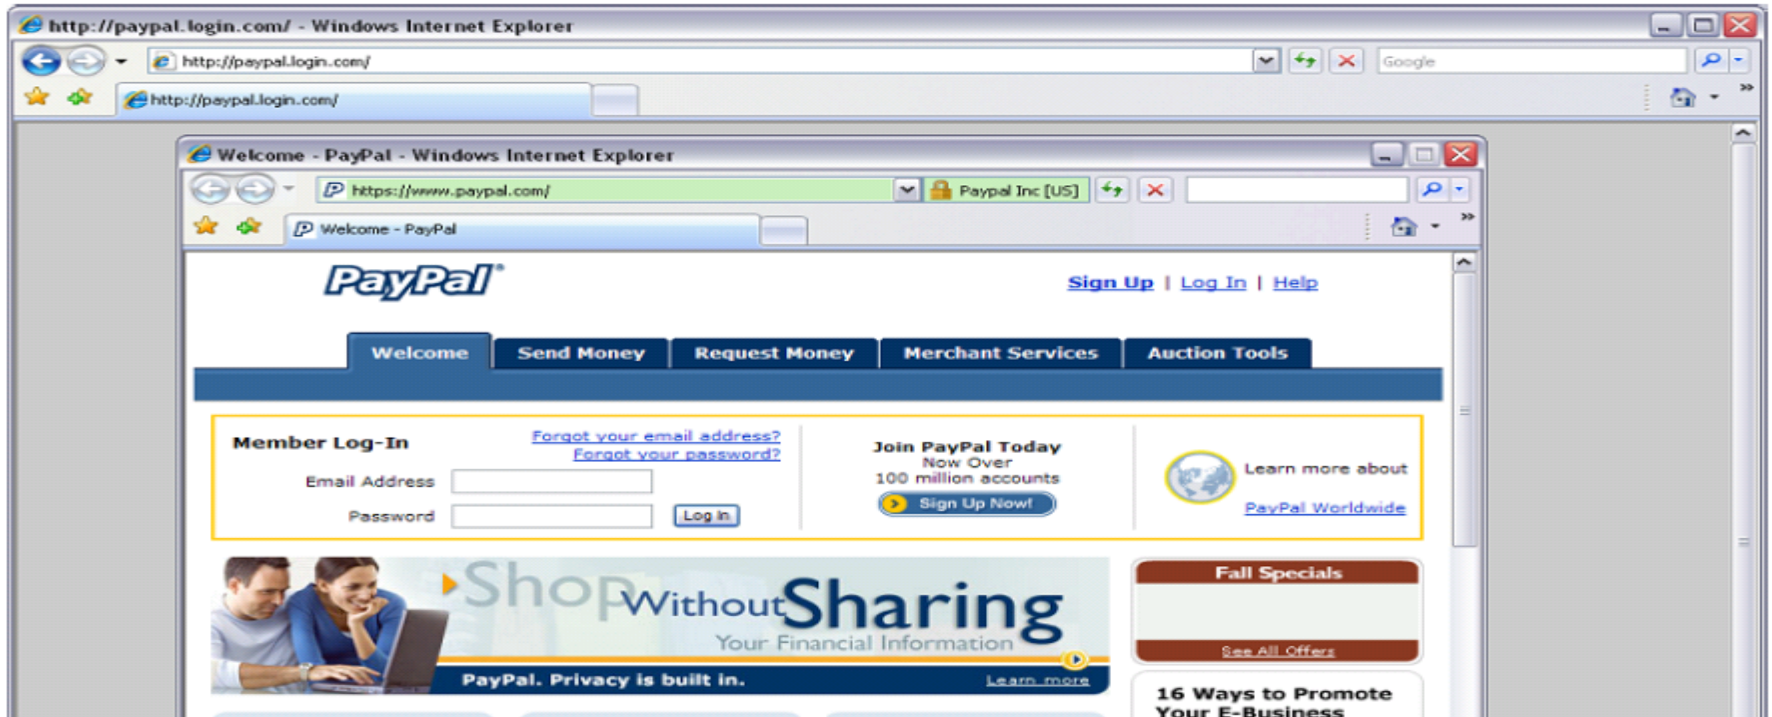 http://paypal.login.com/ - Windows Internet Explorer
http://paypal.login.com/
Google
http://paypal.login.com/
Welcome - PayPal - Windows Internet Explorer
https://www.paypal.com/
Paypal Inc [US]
Welcome - PayPal
PayPal®
Sign Up | Log In | Help
Welcome
Send Money
Request Money
Merchant Services
Auction Tools
Member Log-In
Forgot your email address?
Forgot your password?
Email Address
Password
Log In
Join PayPal Today
Now Over
100 million accounts
Sign Up Now!
Learn more about
PayPal Worldwide
Shop Without Sharing
Your Financial Information
PayPal. Privacy is built in.
Learn more
Fall Specials
See All Offers
16 Ways to Promote
Your E-Business